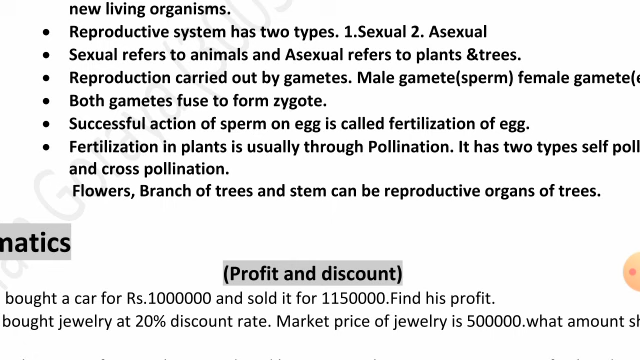 new living organisms.
• Reproductive system has two types. 1.Sexual 2. Asexual
• Sexual refers to animals and Asexual refers to plants &trees.
• Reproduction carried out by gametes. Male gamete(sperm) female gamete(e
• Both gametes fuse to form zygote.
• Successful action of sperm on egg is called fertilization of egg.
• Fertilization in plants is usually through Pollination. It has two types self poll
and cross pollination.
Flowers, Branch of trees and stem can be reproductive organs of trees.
matics
(Profit and discount)
bought a car for Rs.1000000 and sold it for 1150000.Find his profit.
bought jewelry at 20% discount rate. Market price of jewelry is 500000.what amount sh